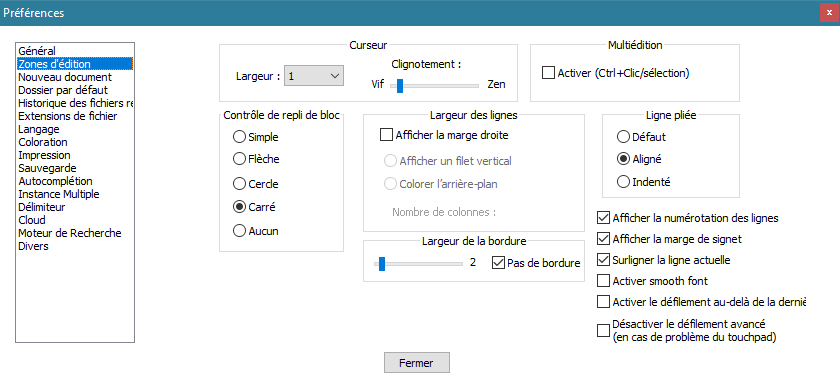 Préférences
x
Général
Zones d'édition
Nouveau document
Dossier par défaut
Historique des fichiers re
Extensions de fichier
Langage
Coloration
Impression
Sauvegarde
Autocomplétion
Instance Multiple
Délimiteur
Cloud
Moteur de Recherche
Divers
Curseur
Largeur :
1
Clignotement :
Vif
Zen
Multiédition
Activer (Ctrl+Clic/sélection)
Contrôle de repli de bloc
Simple
Flèche
Cercle
Carré
Aucun
Largeur des lignes
Afficher la marge droite
Afficher un filet vertical
Colorer l'arrière-plan
Nombre de colonnes :
Largeur de la bordure
2
Pas de bordure
Ligne pliée
Défaut
Aligné
Indenté
Afficher la numérotation des lignes
Afficher la marge de signet
Surligner la ligne actuelle
Activer smooth font
Activer le défilement au-delà de la derniè
Désactiver le défilement avancé
(en cas de problème du touchpad)
Fermer